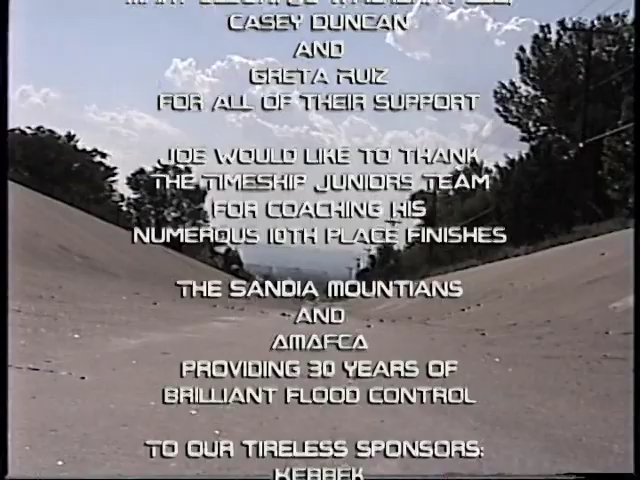 CASEY DUNCAN
AND
GRETA RUIZ
FOR ALL OF THEIR SUPPORT
JOE WOULD LIKE TO THANK
THE TIMESHIP JUNIORS TEAM
FOR COACHING HIS
NUMEROUS 10TH PLACE FINISHES
THE SANDIA MOUNTIANS
AND
AMAFCA
PROVIDING 30 YEARS OF
BRILLIANT FLOOD CONTROL
TO OUR TIRELESS SPONSORS: